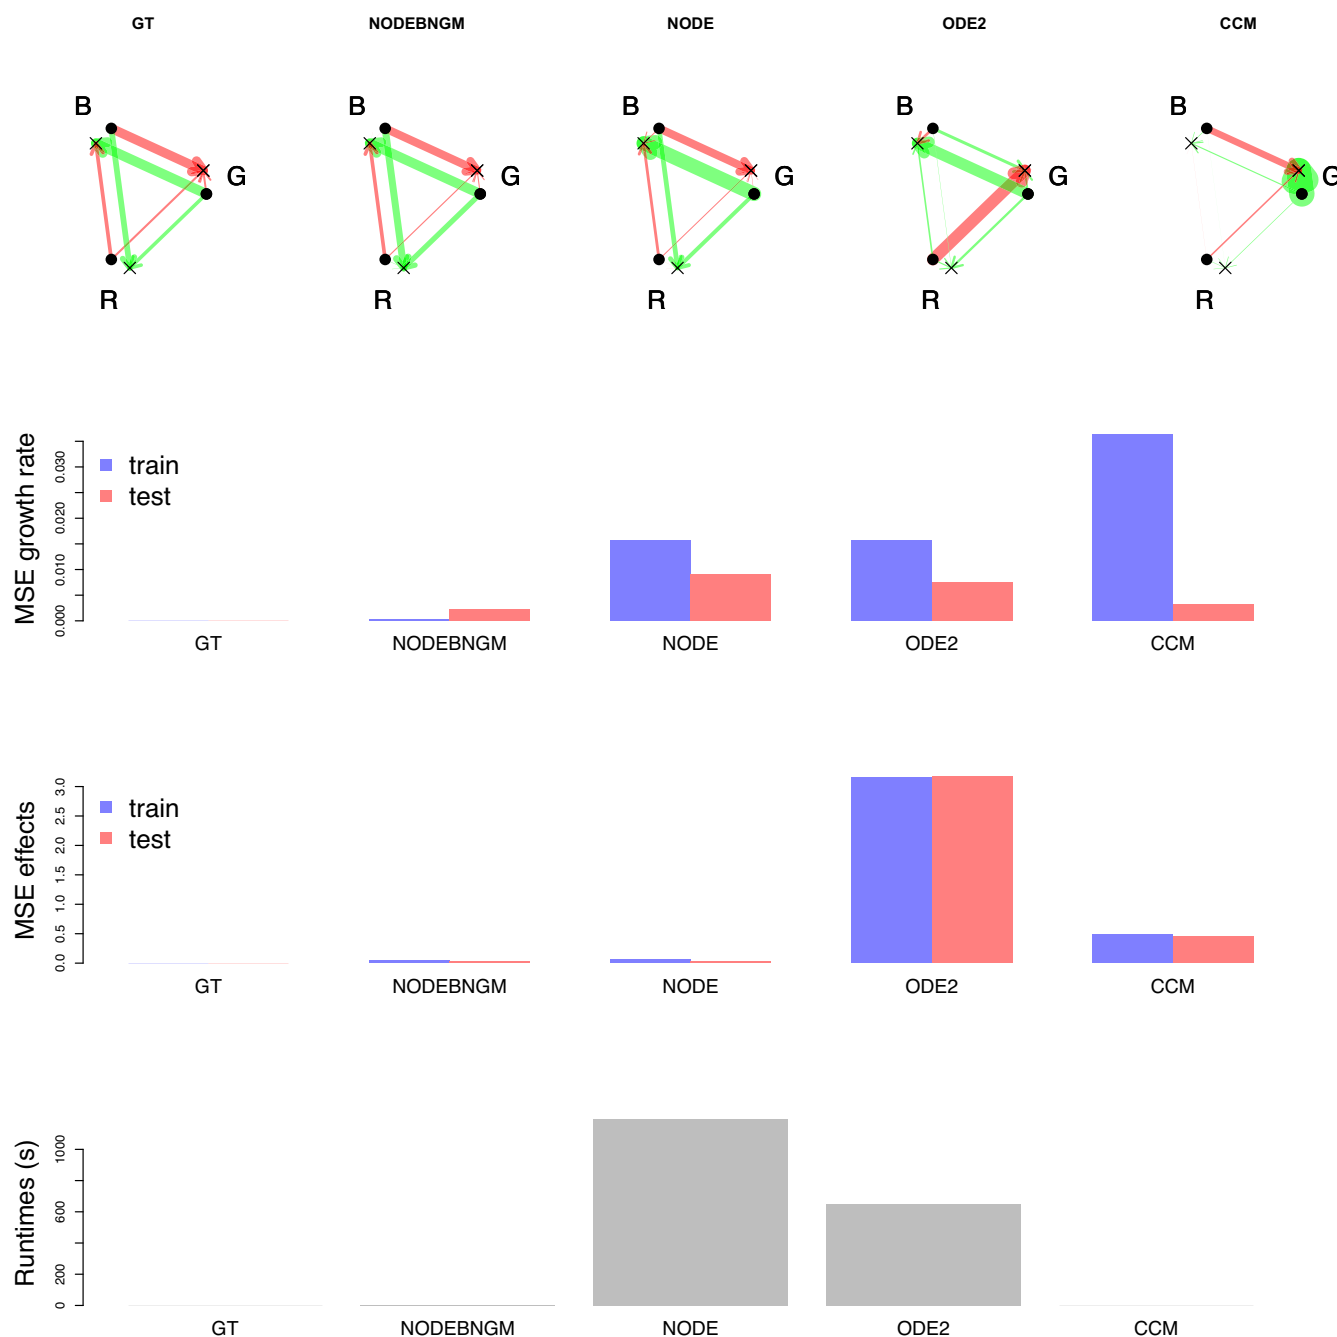 GT NODEBNGM NODE ODE2 CCM
B B B B B
G G G G G
R R R R R
MSE growth rate
0.000 0.010 0.020 0.030
train
test
GT NODEBNGM NODE ODE2 CCM
MSE effects
0.0 0.5 1.0 1.5 2.0 2.5 3.0
train
test
GT NODEBNGM NODE ODE2 CCM
Runtimes (s)
0 200 600 1000
GT NODEBNGM NODE ODE2 CCM